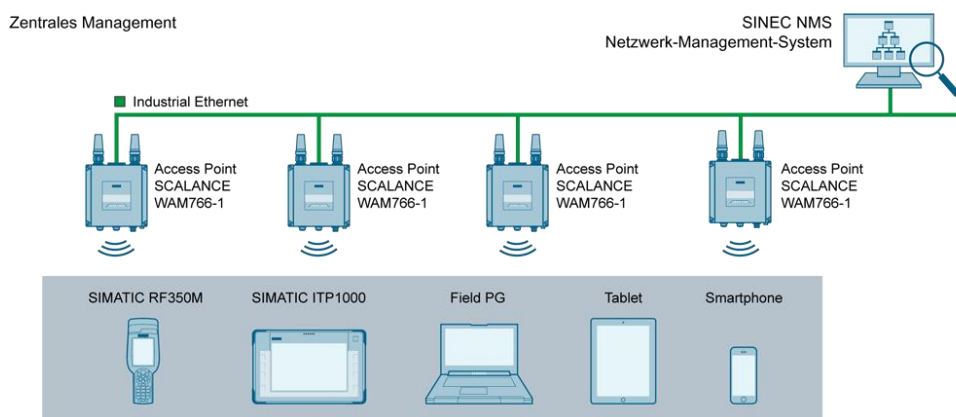 Zentrales Management
SINEC NMS
Netzwerk-Management-System
Industrial Ethernet
Access Point
SCALANCE
WAM766-1
Access Point
SCALANCE
WAM766-1
Access Point
SCALANCE
WAM766-1
Access Point
SCALANCE
WAM766-1
SIMATIC RF350M
SIMATIC ITP1000
Field PG
Tablet
Smartphone